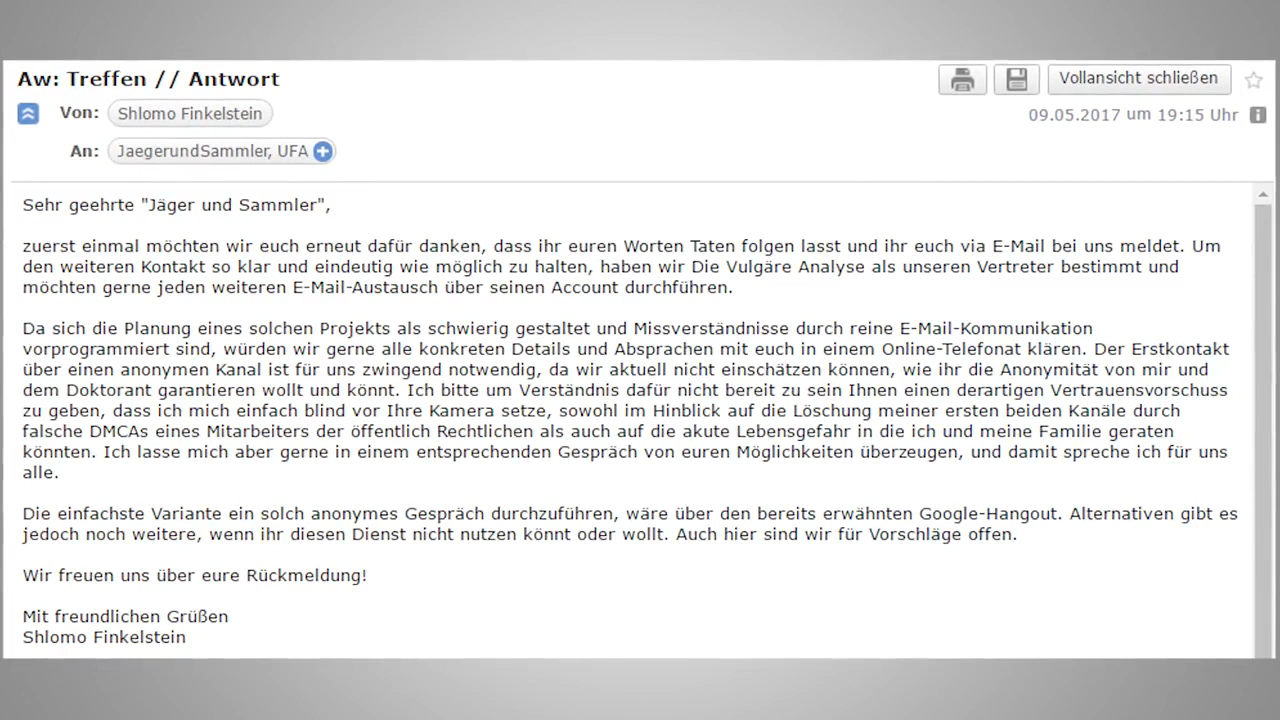 Aw: Treffen // Antwort
Vollansicht schließen
Von: Shlomo Finkelstein
09.05.2017 um 19:15 Uhr
An: JaegerundSammler, UFA
Sehr geehrte "Jäger und Sammler",
zuerst einmal möchten wir euch erneut dafür danken, dass ihr euren Worten Taten folgen lasst und ihr euch via E-Mail bei uns meldet. Um
den weiteren Kontakt so klar und eindeutig wie möglich zu halten, haben wir Die Vulgäre Analyse als unseren Vertreter bestimmt und
möchten gerne jeden weiteren E-Mail-Austausch über seinen Account durchführen.
Da sich die Planung eines solchen Projekts als schwierig gestaltet und Missverständnisse durch reine E-Mail-Kommunikation
vorprogrammiert sind, würden wir gerne alle konkreten Details und Absprachen mit euch in einem Online-Telefonat klären. Der Erstkontakt
über einen anonymen Kanal ist für uns zwingend notwendig, da wir aktuell nicht einschätzen können, wie ihr die Anonymität von mir und
dem Doktorant garantieren wollt und könnt. Ich bitte um Verständnis dafür nicht bereit zu sein Ihnen einen derartigen Vertrauensvorschuss
zu geben, dass ich mich einfach blind vor Ihre Kamera setze, sowohl im Hinblick auf die Löschung meiner ersten beiden Kanäle durch
falsche DMCAs eines Mitarbeiters der öffentlich Rechtlichen als auch auf die akute Lebensgefahr in die ich und meine Familie geraten
könnten. Ich lasse mich aber gerne in einem entsprechenden Gespräch von euren Möglichkeiten überzeugen, und damit spreche ich für uns
alle.
Die einfachste Variante ein solch anonymes Gespräch durchzuführen, wäre über den bereits erwähnten Google-Hangout. Alternativen gibt es
jedoch noch weitere, wenn ihr diesen Dienst nicht nutzen könnt oder wollt. Auch hier sind wir für Vorschläge offen.
Wir freuen uns über eure Rückmeldung!
Mit freundlichen Grüßen
Shlomo Finkelstein